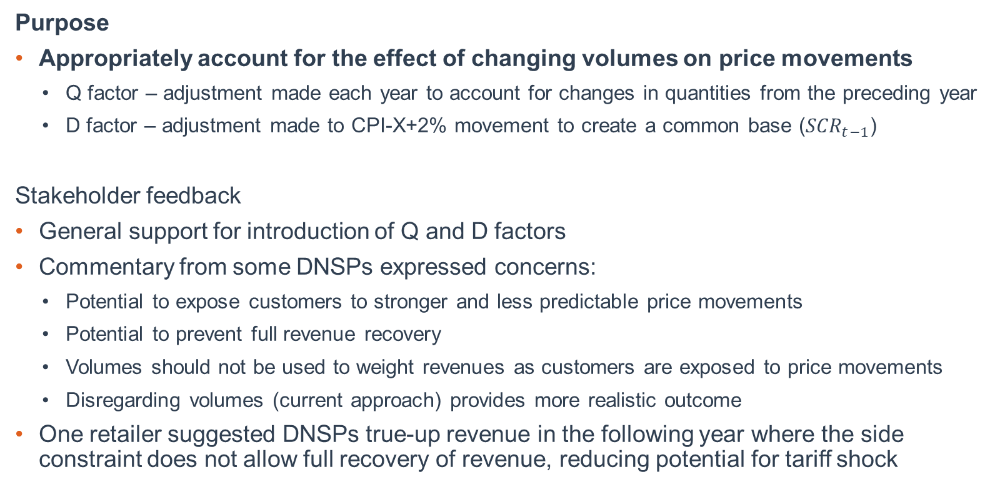 Purpose
• Appropriately account for the effect of changing volumes on price movements
• Q factor – adjustment made each year to account for changes in quantities from the preceding year
• D factor – adjustment made to CPI-X+2% movement to create a common base (𝑆𝐶𝑅ₜ₋₁)
Stakeholder feedback
• General support for introduction of Q and D factors
• Commentary from some DNSPs expressed concerns:
• Potential to expose customers to stronger and less predictable price movements
• Potential to prevent full revenue recovery
• Volumes should not be used to weight revenues as customers are exposed to price movements
• Disregarding volumes (current approach) provides more realistic outcome
• One retailer suggested DNSPs true-up revenue in the following year where the side
constraint does not allow full recovery of revenue, reducing potential for tariff shock